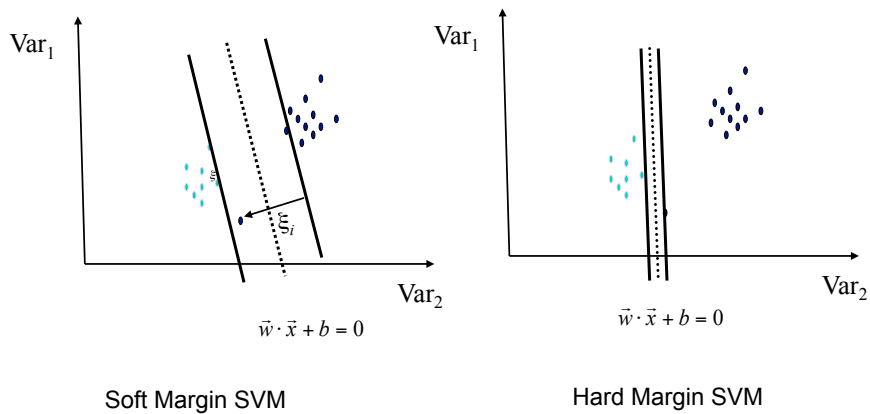 Var₁
ξ
ξᵢ
Var₂
w⃗ · x⃗ + b = 0
Soft Margin SVM
Var₁
Var₂
w⃗ · x⃗ + b = 0
Hard Margin SVM